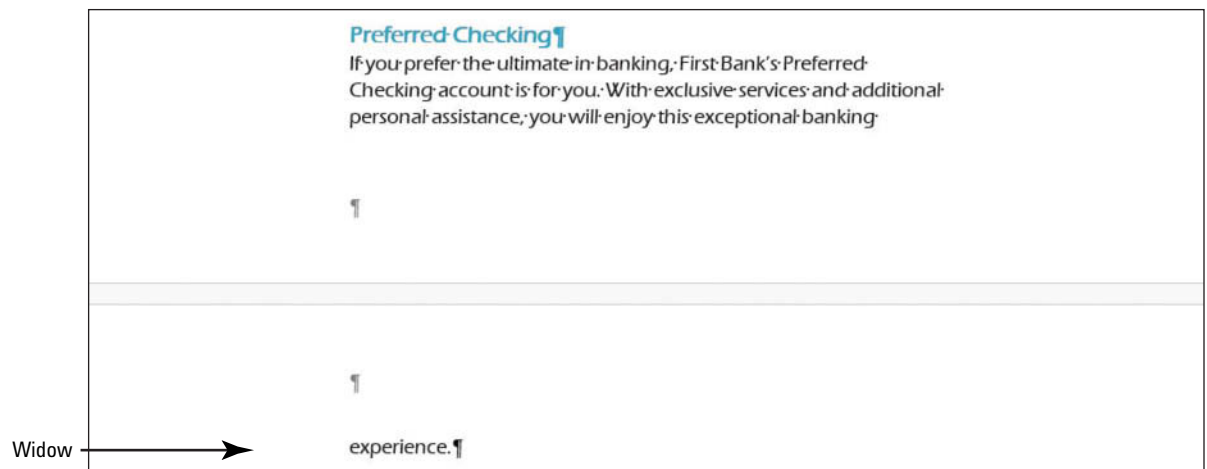 Preferred·Checking¶
If·you·prefer·the·ultimate·in·banking,·First·Bank’s·Preferred·
Checking·account·is·for·you.·With·exclusive·services·and·additional·
personal·assistance,·you·will·enjoy·this·exceptional·banking·
¶
¶
Widow
experience.¶